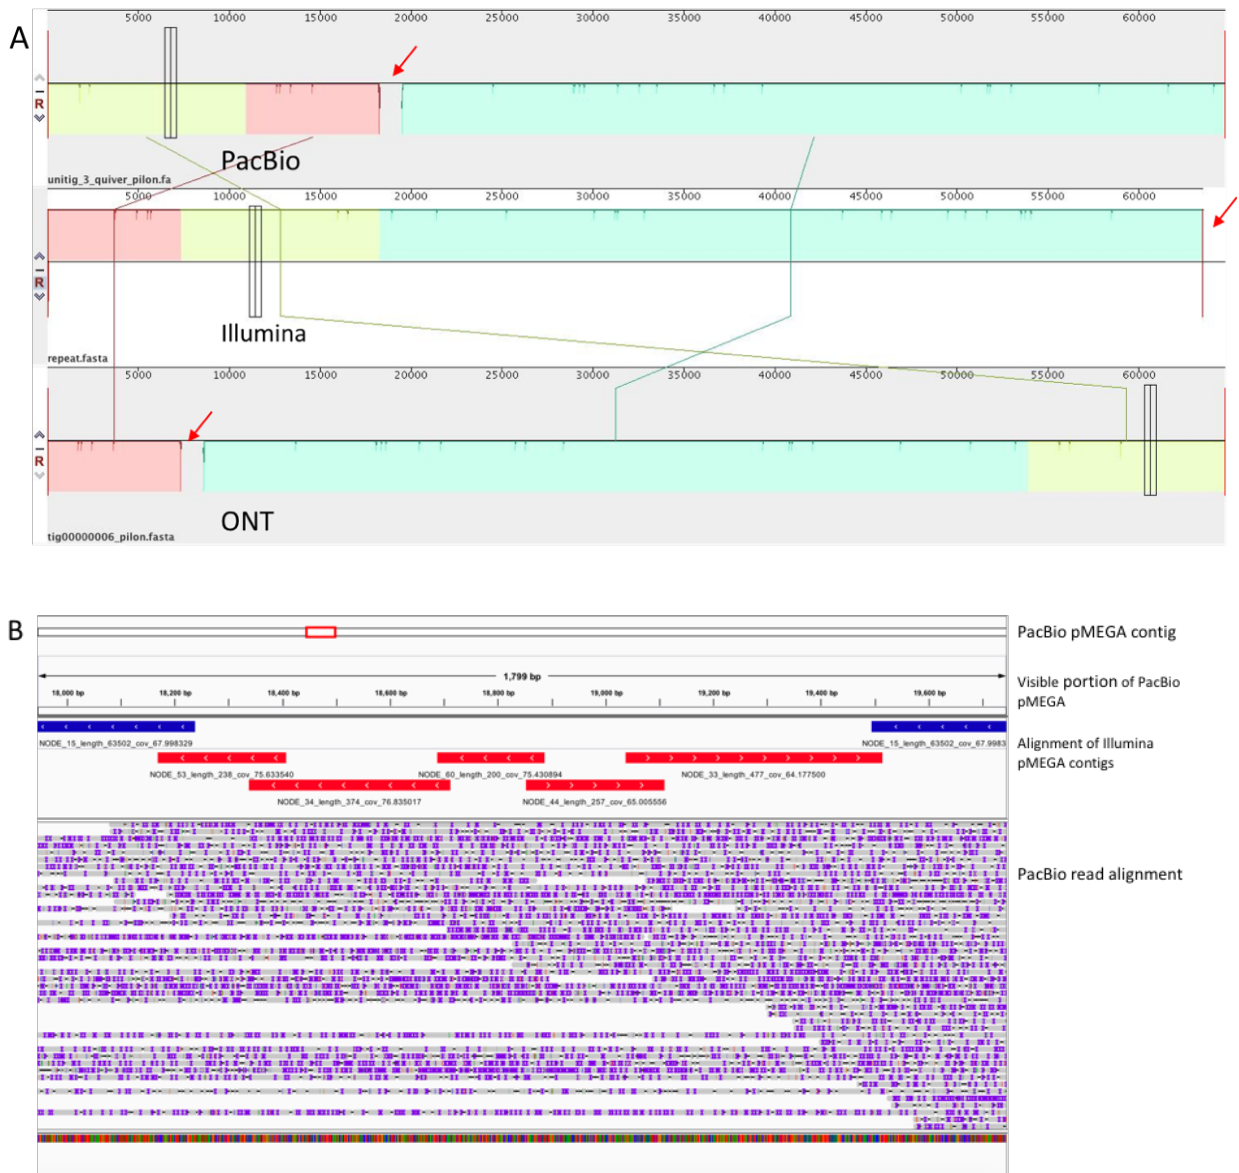 A
5000 10000 15000 20000 25000 30000 35000 40000 45000 50000 55000 60000
R
PacBio
unitig_3_quiver_pilon.fa
5000 10000 15000 20000 25000 30000 35000 40000 45000 50000 55000 60000
R
Illumina
repeat.fasta
5000 10000 15000 20000 25000 30000 35000 40000 45000 50000 55000 60000
R
ONT
tig00000006_pilon.fasta
B
PacBio pMEGA contig
1,799 bp
Visible portion of PacBio
pMEGA
18,000 bp 18,200 bp 18,400 bp 18,600 bp 18,800 bp 19,000 bp 19,200 bp 19,400 bp 19,600 bp
Alignment of Illumina
pMEGA contigs
NODE_15_length_63502_cov_67.998329 NODE_15_length_63502_cov_67.9983
NODE_53_length_238_cov_75.633540 NODE_60_length_200_cov_75.430894 NODE_33_length_477_cov_64.177500
NODE_34_length_374_cov_76.835017 NODE_44_length_257_cov_65.005556
PacBio read alignment